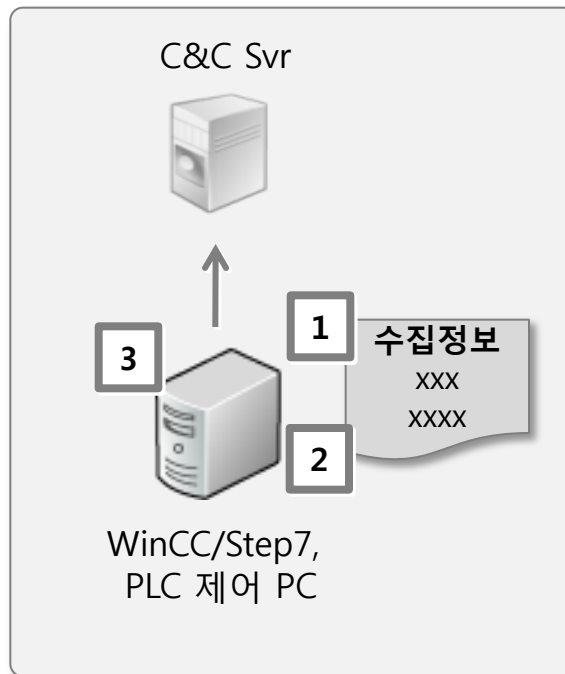 C&C Svr
1
수집정보
xxx
xxxx
3
2
WinCC/Step7,
PLC 제어 PC